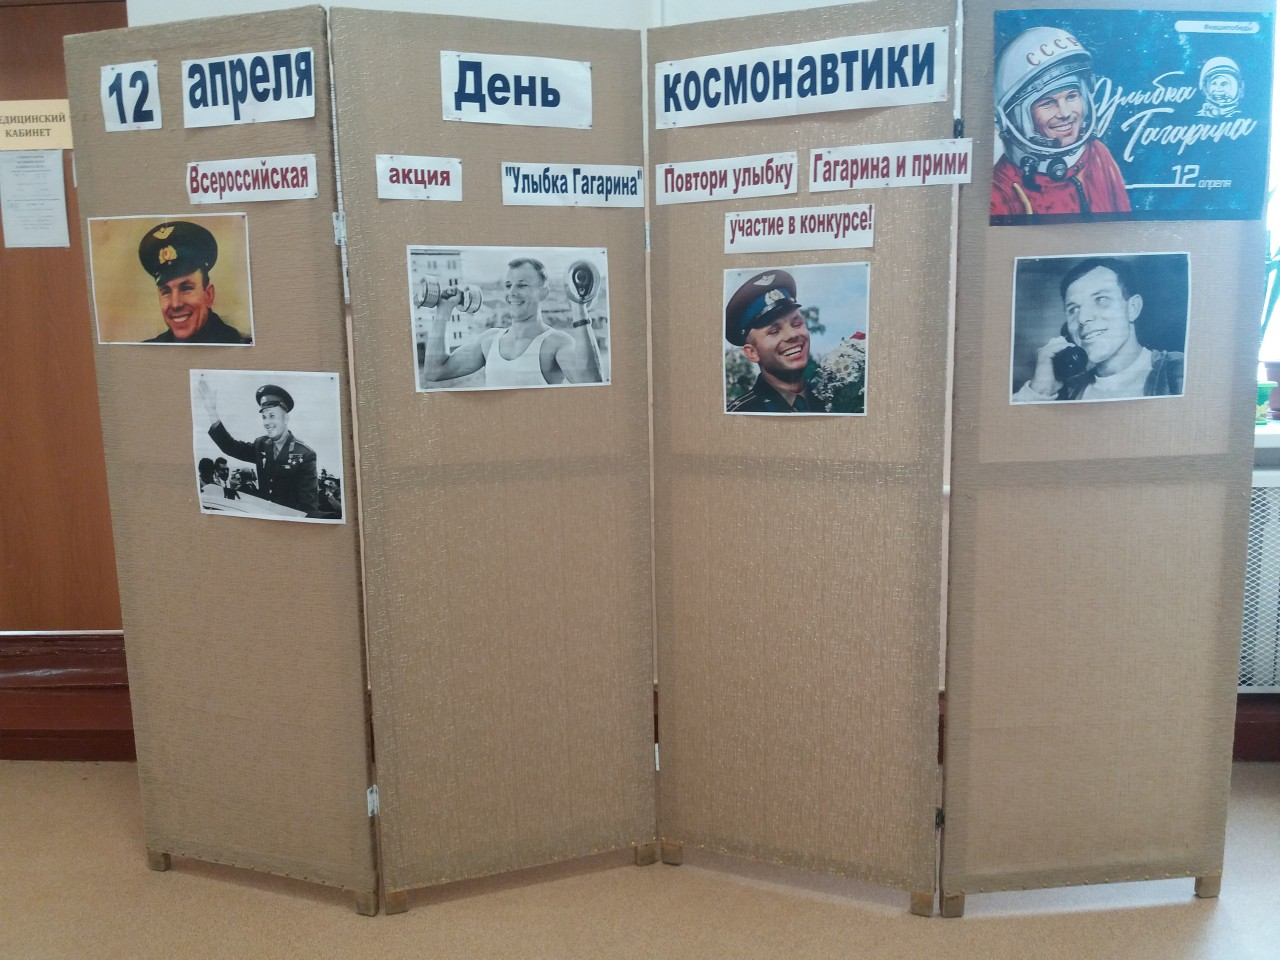 12 апреля День космонавтики
Всероссийская акция "Улыбка Гагарина" Повтори улыбку Гагарина и прими
участие в конкурсе!
СССР
Улыбка
Гагарина
12 апреля
МЕДИЦИНСКИЙ
КАБИНЕТ